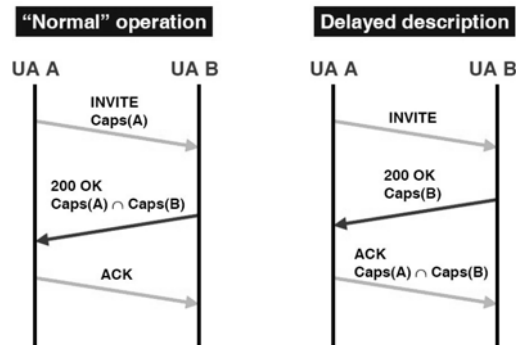 “Normal” operation
UA A UA B
INVITE
Caps(A)
200 OK
Caps(A) ∩ Caps(B)
ACK
Delayed description
UA A UA B
INVITE
200 OK
Caps(B)
ACK
Caps(A) ∩ Caps(B)